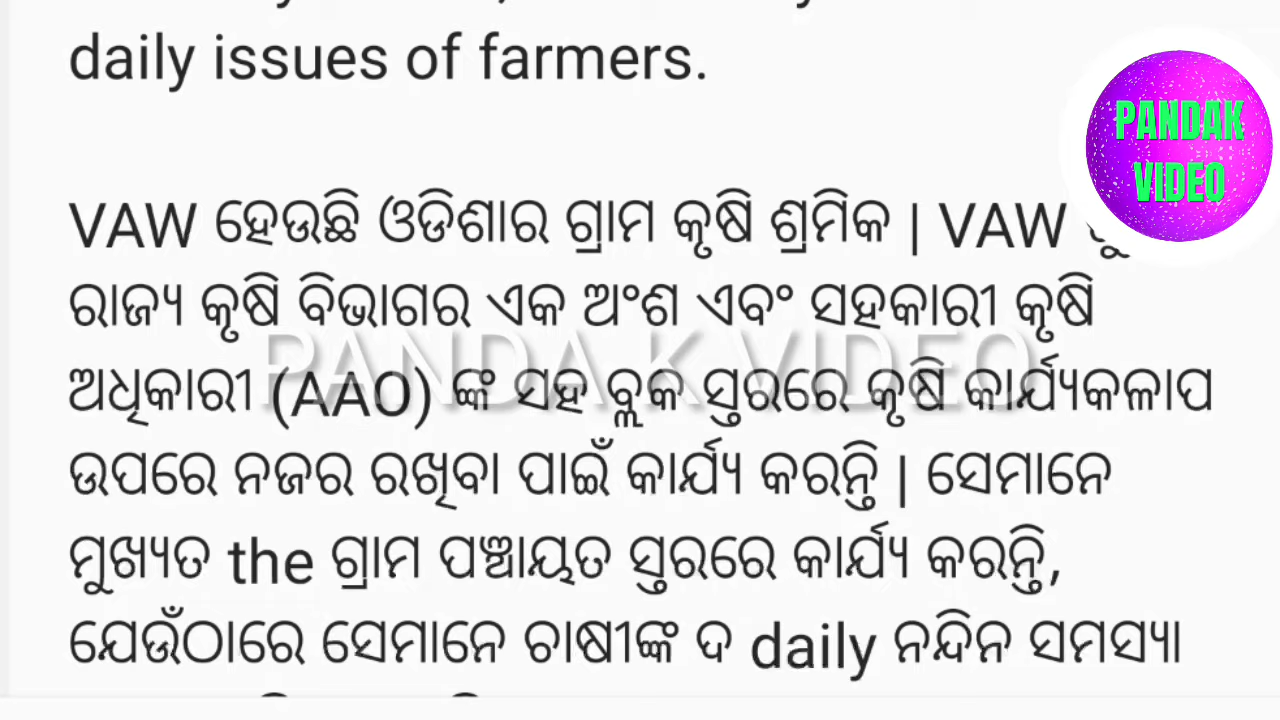 daily issues of farmers.
PANDAK
VIDEO
VAW ହେଉଛି ଓଡିଶାର ଗ୍ରାମ କୃଷି ଶ୍ରମିକ | VAW
ରାଜ୍ୟ କୃଷି ବିଭାଗର ଏକ ଅଂଶ ଏବଂ ସହକାରୀ କୃଷି
PANDA K VIDEO
ଅଧିକାରୀ (AAO) ଙ୍କ ସହ ବ୍ଲକ ସ୍ତରରେ କୃଷି କାର୍ଯ୍ୟକଳାପ
ଉପରେ ନଜର ରଖିବା ପାଇଁ କାର୍ଯ୍ୟ କରନ୍ତି | ସେମାନେ
ମୁଖ୍ୟତ the ଗ୍ରାମ ପଞ୍ଚାୟତ ସ୍ତରରେ କାର୍ଯ୍ୟ କରନ୍ତି,
ଯେଉଁଠାରେ ସେମାନେ ଚାଷୀଙ୍କ ଦ daily ନନ୍ଦିନ ସମସ୍ୟା